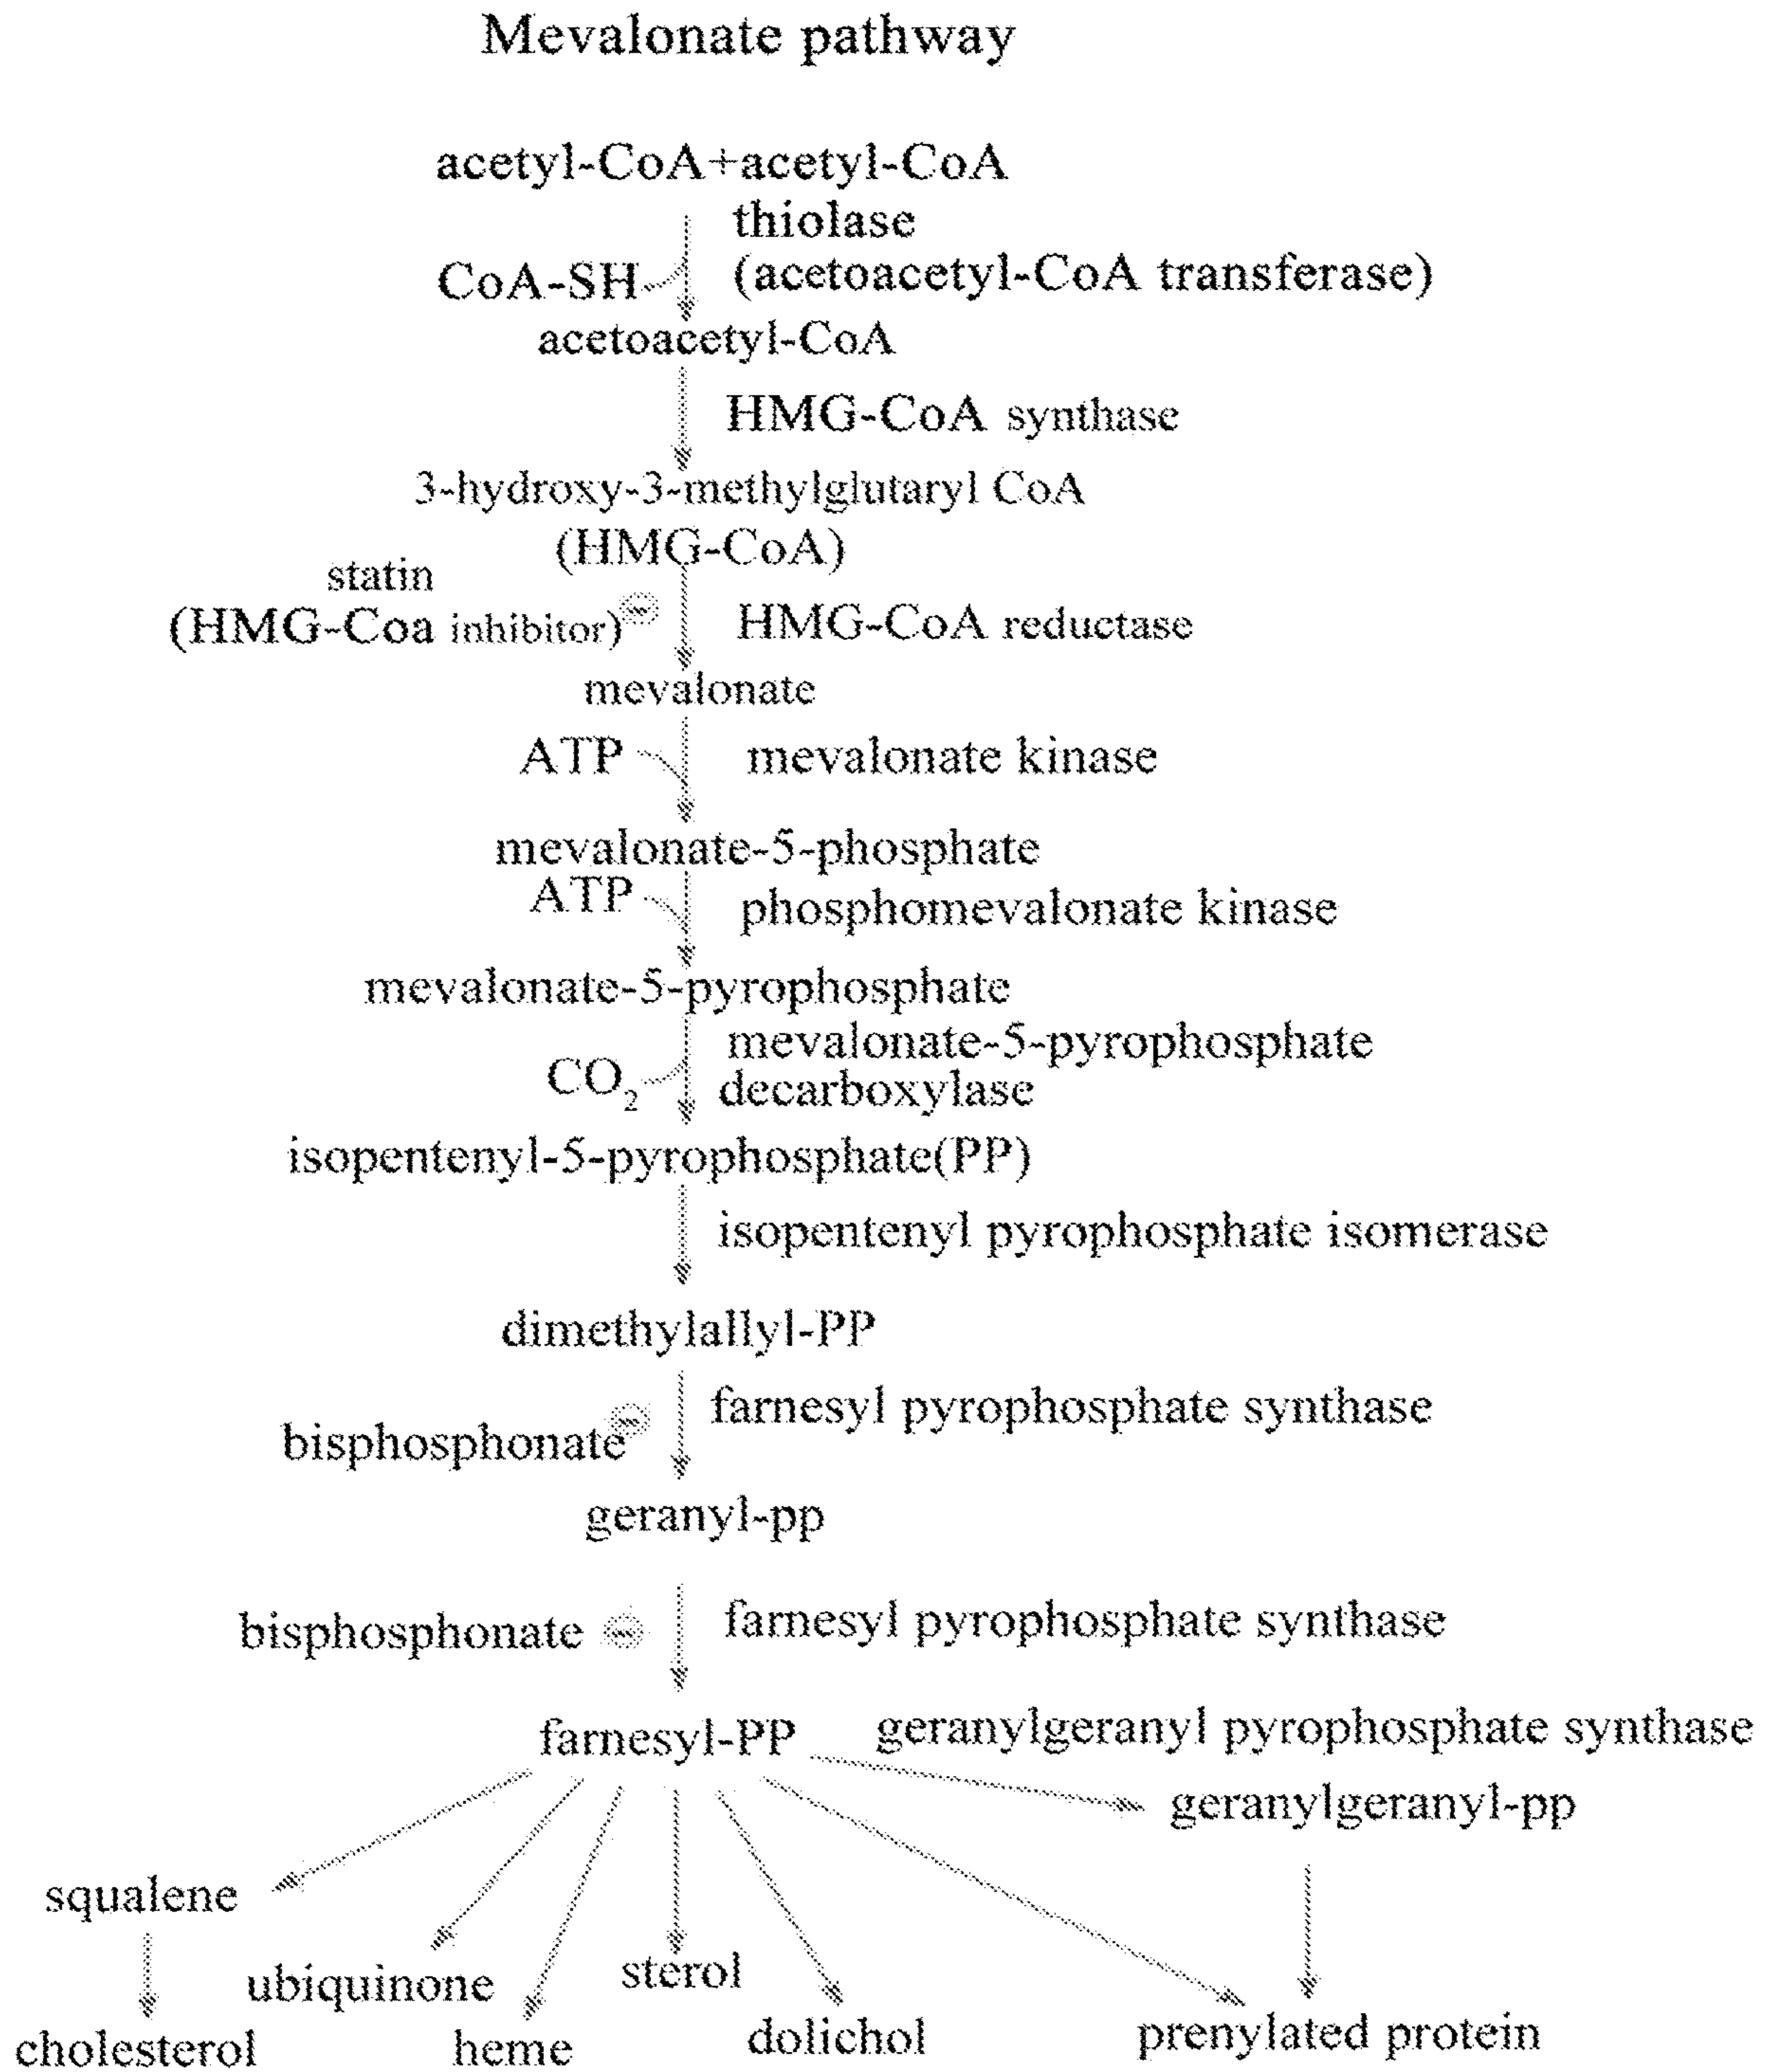 Mevalonate pathway
acetyl-CoA+acetyl-CoA
thiolase
CoA-SH
(acetoacetyl-CoA transferase)
acetoacetyl-CoA
HMG-CoA synthase
3-hydroxy-3-methylglutaryl CoA
(HMG-CoA)
statin
(HMG-Coa inhibitor)
HMG-CoA reductase
mevalonate
ATP
mevalonate kinase
mevalonate-5-phosphate
ATP
phosphomevalonate kinase
mevalonate-5-pyrophosphate
mevalonate-5-pyrophosphate
CO₂
decarboxylase
isopentenyl-5-pyrophosphate(PP)
isopentenyl pyrophosphate isomerase
dimethylallyl-PP
farnesyl pyrophosphate synthase
bisphosphonate
geranyl-pp
bisphosphonate
farnesyl pyrophosphate synthase
farnesyl-PP
geranylgeranyl pyrophosphate synthase
geranylgeranyl-pp
squalene
ubiquinone
sterol
cholesterol
heme
dolichol
prenylated protein